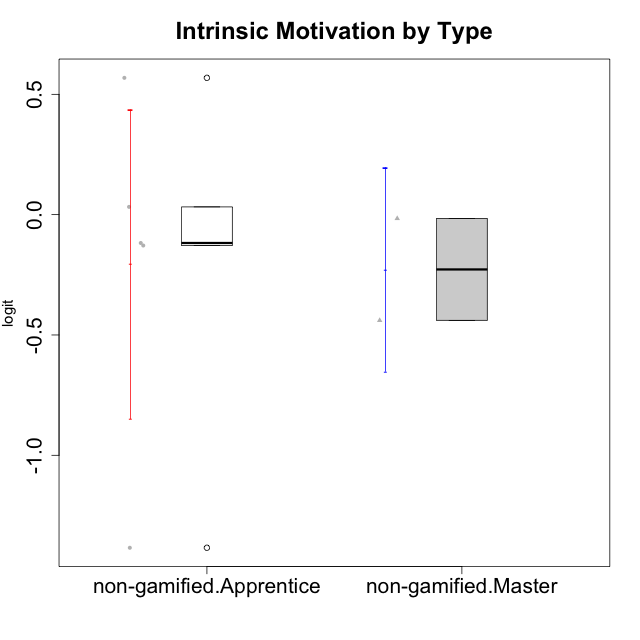 Intrinsic Motivation by Type
logit
0.5
0.0
-0.5
-1.0
non-gamified.Apprentice
non-gamified.Master